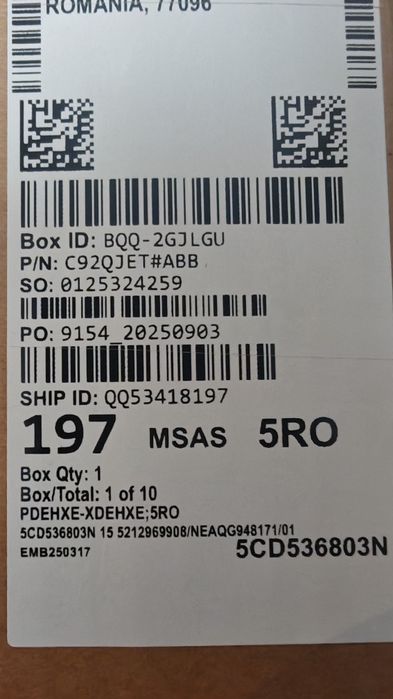 ROMANIA, 77096
Box ID: BQQ-2GJLGU
P/N: C92QJET#ABB
SO: 0125324259
PO: 9154_20250903
SHIP ID: QQ53418197
197 MSAS 5RO
Box Qty: 1
Box/Total: 1 of 10
PDEHXE-XDEHXE;5RO
5CD536803N 15 5212969908/NEAQG948171/01
EMB250317 5CD536803N